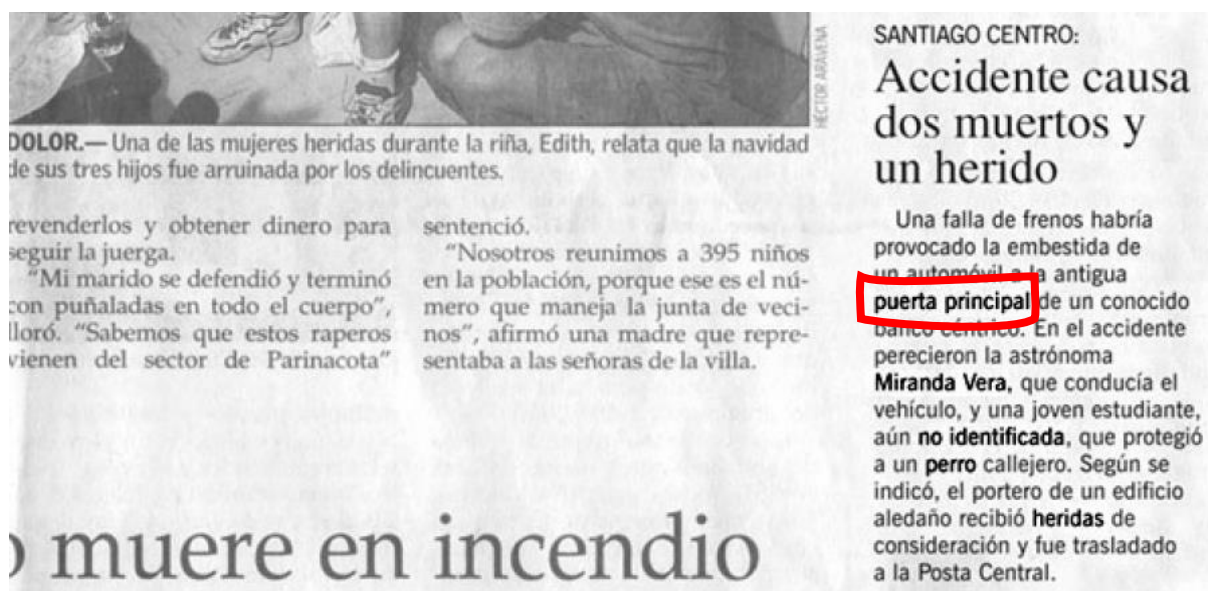 HÉCTOR ARAVENA
DOLOR.— Una de las mujeres heridas durante la riña, Edith, relata que la navidad
de sus tres hijos fue arruinada por los delincuentes.
revenderlos y obtener dinero para
seguir la juerga.
“Mi marido se defendió y terminó
con puñaladas en todo el cuerpo”,
lloró. “Sabemos que estos raperos
vienen del sector de Parinacota”
sentenció.
“Nosotros reunimos a 395 niños
en la población, porque ese es el nú-
mero que maneja la junta de veci-
nos”, afirmó una madre que repre-
sentaba a las señoras de la villa.
o muere en incendio
SANTIAGO CENTRO:
Accidente causa
dos muertos y
un herido
Una falla de frenos habría
provocado la embestida de
un automóvil a la antigua
puerta principal de un conocido
banco céntrico. En el accidente
perecieron la astrónoma
Miranda Vera, que conducía el
vehículo, y una joven estudiante,
aún no identificada, que protegió
a un perro callejero. Según se
indicó, el portero de un edificio
aledaño recibió heridas de
consideración y fue trasladado
a la Posta Central.